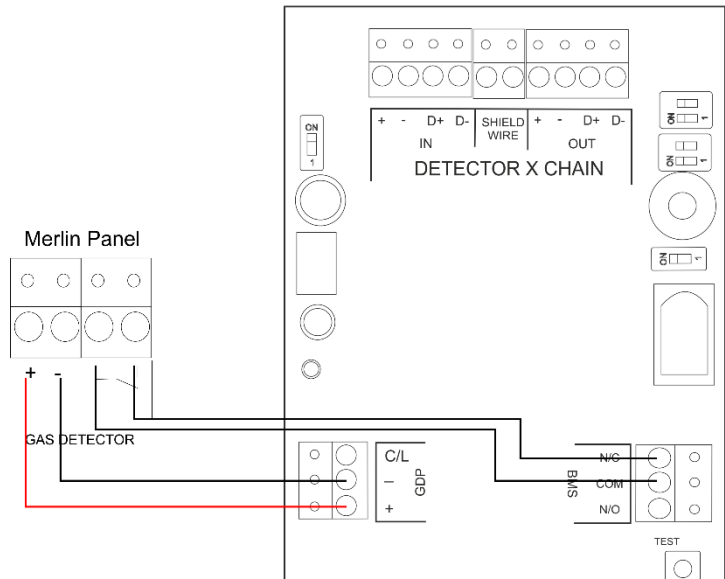 + - D+ D- SHIELD WIRE + - D+ D-
IN OUT
DETECTOR X CHAIN
ON
1
ON 1
ON 1
ON 1
Merlin Panel
+ -
GAS DETECTOR
C/L
–
+
GDP
N/C
COM
N/O
BMS
TEST